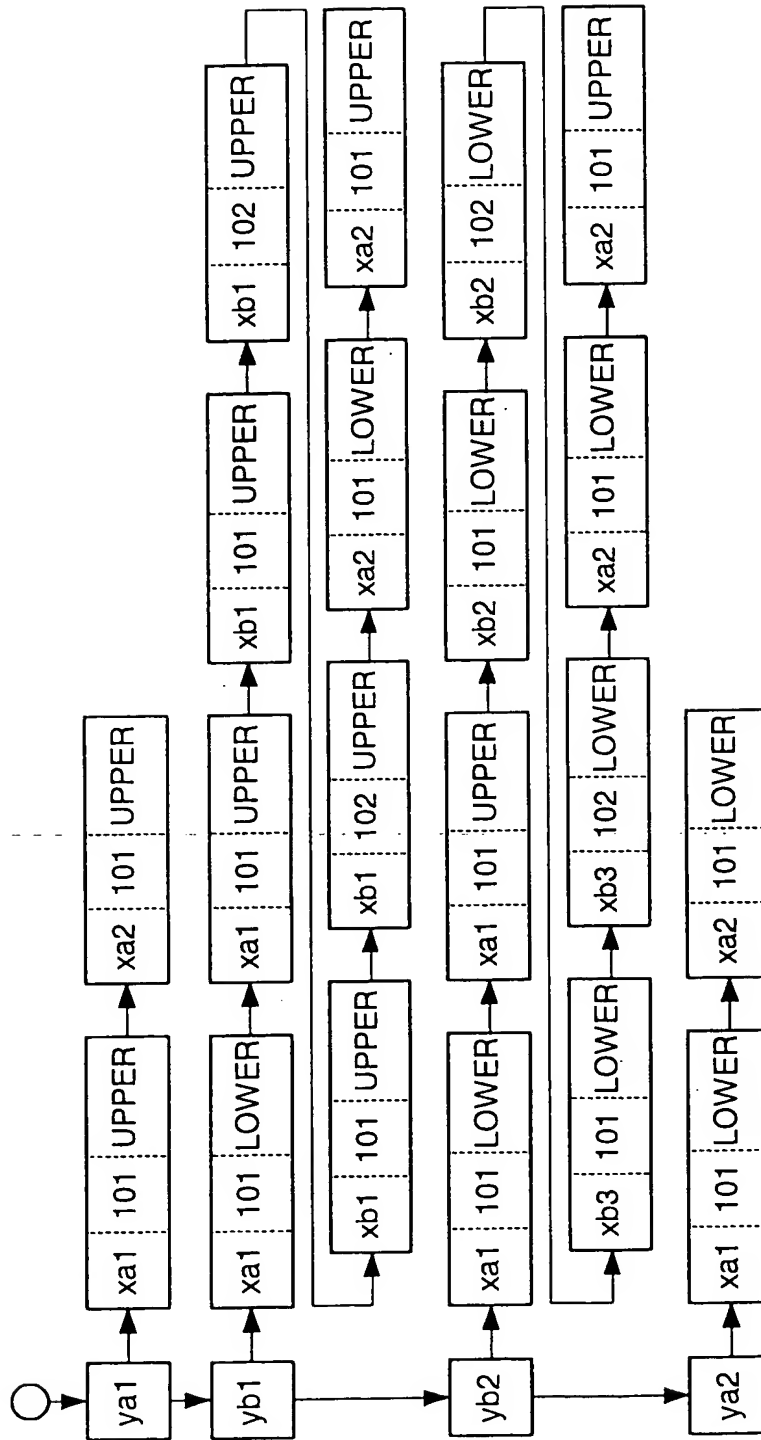 ya1 xa1 101 UPPER xa2 101 UPPER
yb1 xa1 101 LOWER xa1 101 UPPER xb1 101 UPPER xb1 102 UPPER
xb1 101 UPPER xb1 102 UPPER xa2 101 LOWER xa2 101 UPPER
yb2 xa1 101 LOWER xa1 101 UPPER xb2 101 LOWER xb2 102 LOWER
xb3 101 LOWER xb3 102 LOWER xa2 101 LOWER xa2 101 UPPER
ya2 xa1 101 LOWER xa2 101 LOWER